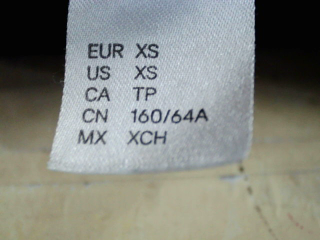 EUR XS
US XS
CA TP
CN 160/64A
MX XCH